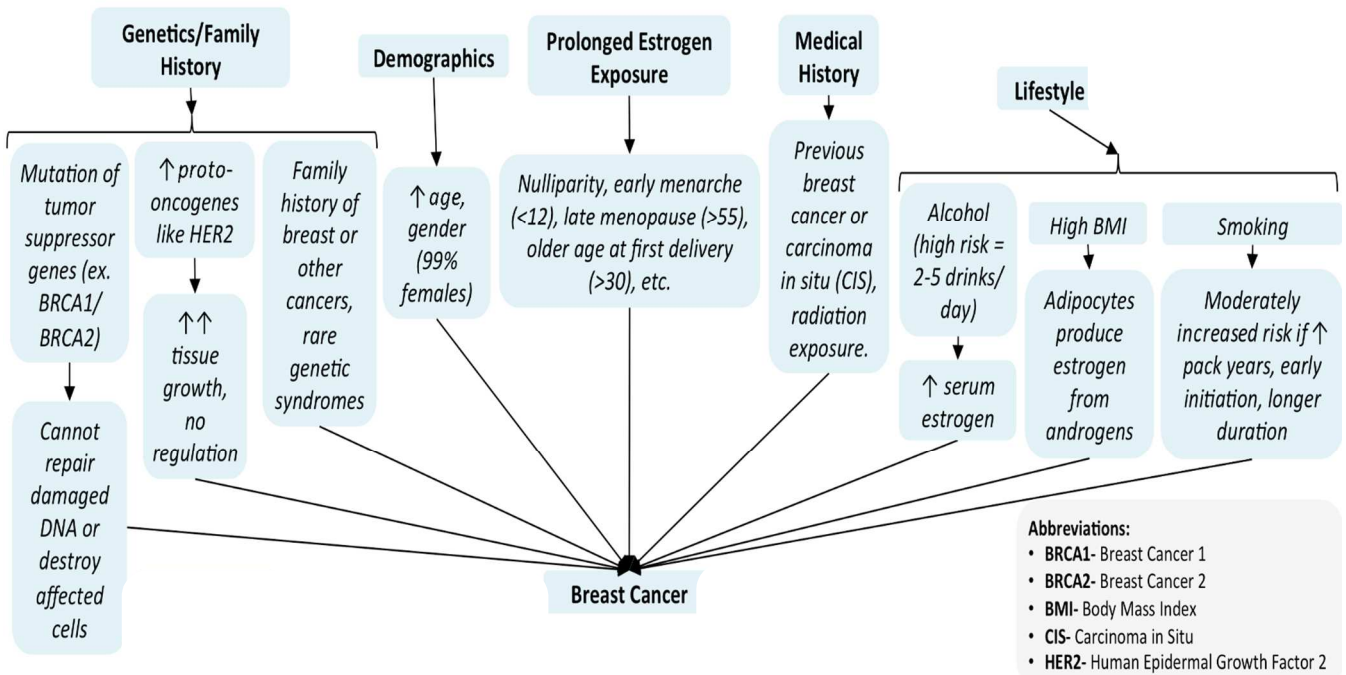 Genetics/Family
History
Demographics
Prolonged Estrogen
Exposure
Medical
History
Lifestyle
Mutation of
tumor
suppressor
genes (ex.
BRCA1/
BRCA2)
Cannot
repair
damaged
DNA or
destroy
affected
cells
↑ proto-
oncogenes
like HER2
↑↑
tissue
growth,
no
regulation
Family
history of
breast or
other
cancers,
rare
genetic
syndromes
↑ age,
gender
(99%
females)
Nulliparity, early menarche
(<12), late menopause (>55),
older age at first delivery
(>30), etc.
Previous
breast
cancer or
carcinoma
in situ (CIS),
radiation
exposure.
Alcohol
(high risk =
2-5 drinks/
day)
↑ serum
estrogen
High BMI
Adipocytes
produce
estrogen
from
androgens
Smoking
Moderately
increased risk if ↑
pack years, early
initiation, longer
duration
Breast Cancer
Abbreviations:
• BRCA1- Breast Cancer 1
• BRCA2- Breast Cancer 2
• BMI- Body Mass Index
• CIS- Carcinoma in Situ
• HER2- Human Epidermal Growth Factor 2